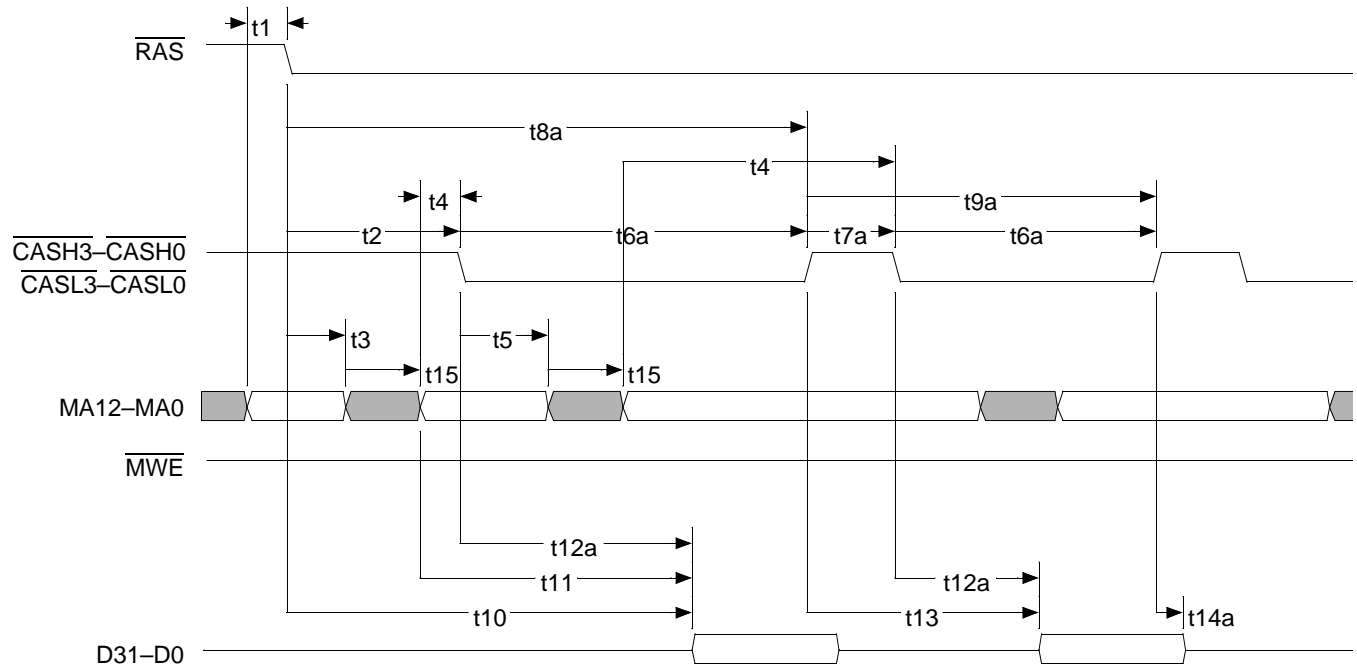 t1
RAS
t8a
t4
t4
t9a
t2
t6a
t7a
t6a
CASH3–CASH0
CASL3–CASL0
t3
t5
t15
t15
MA12–MA0
MWE
t12a
t11
t12a
t10
t13
t14a
D31–D0